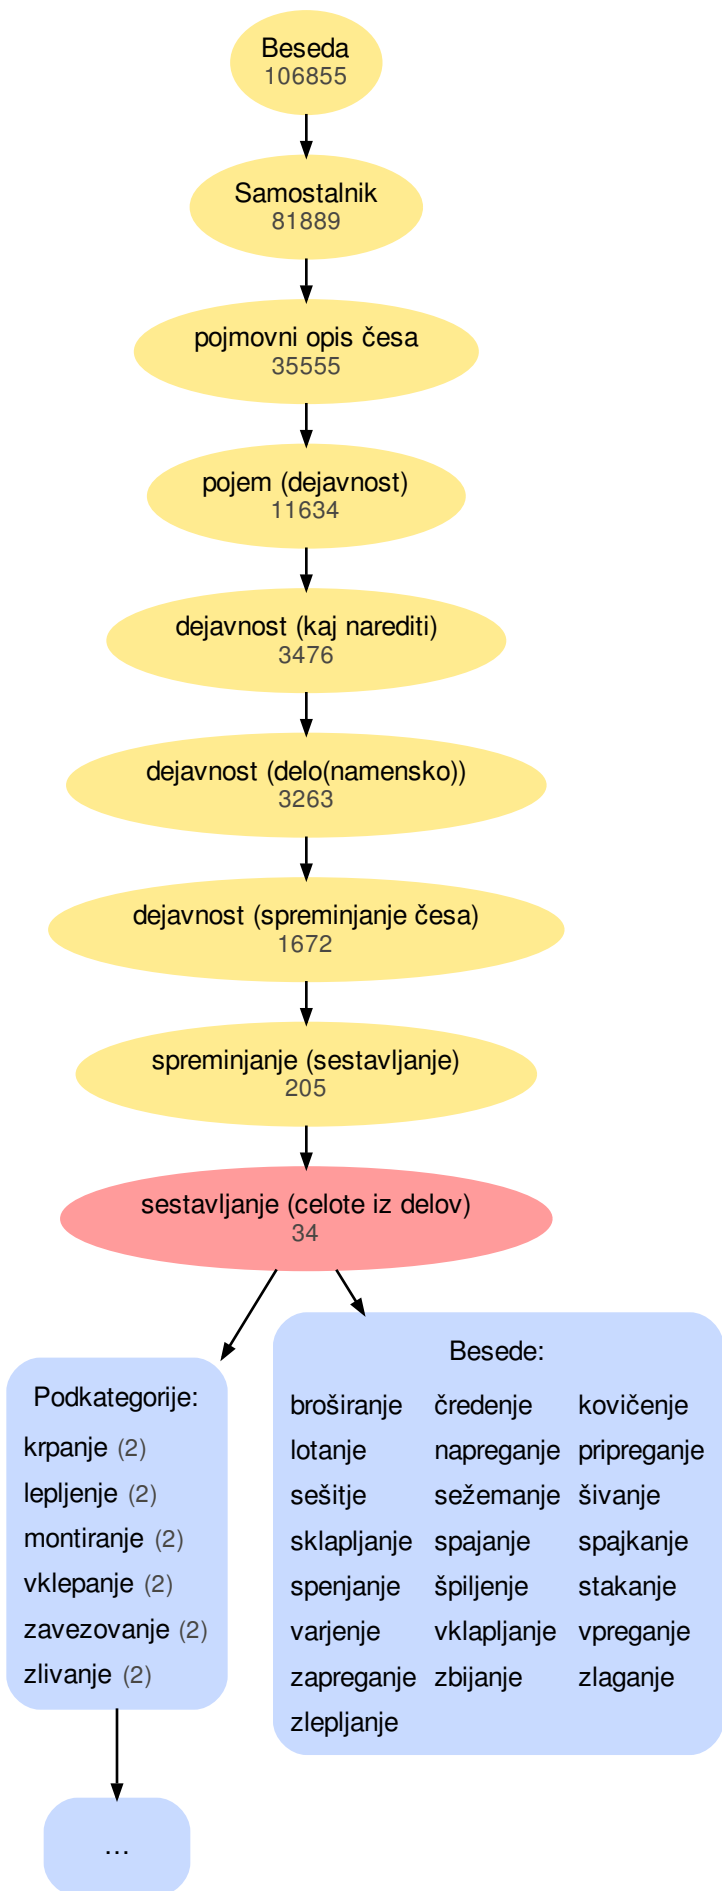 Beseda
106855
Samostalnik
81889
pojmovni opis česa
35555
pojem (dejavnost)
11634
dejavnost (kaj narediti)
3476
dejavnost (delo(namensko))
3263
dejavnost (spreminjanje česa)
1672
spreminjanje (sestavljanje)
205
sestavljanje (celote iz delov)
34
Podkategorije:
krpanje (2)
lepljenje (2)
montiranje (2)
vklepanje (2)
zavezovanje (2)
zlivanje (2)
...
Besede:
broširanje čredenje kovičenje
lotanje napreganje pripreganje
sešitje sežemanje šivanje
sklapljanje spajanje spajkanje
spenjanje špiljenje stakanje
varjenje vklapljanje vpreganje
zapreganje zbijanje zlaganje
zlepljanje